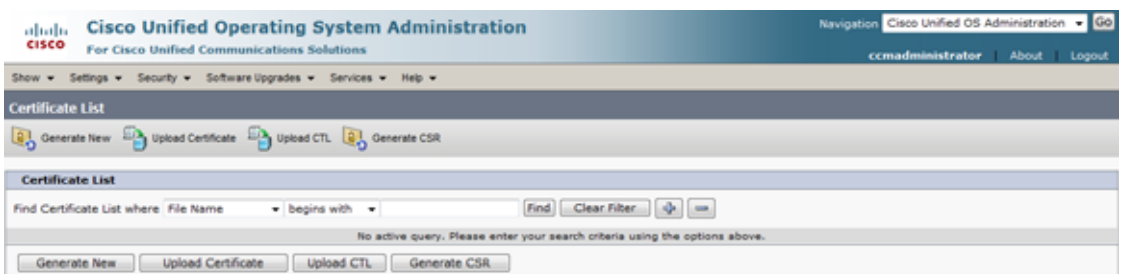 Cisco Unified Operating System Administration
For Cisco Unified Communications Solutions
CISCO
Navigation Cisco Unified OS Administration Go
ccmadministrator About Logout
Show Settings Security Software Upgrades Services Help
Certificate List
Generate New Upload Certificate Upload CTL Generate CSR
Certificate List
Find Certificate List where File Name begins with Find Clear Filter
No active query. Please enter your search criteria using the options above.
Generate New Upload Certificate Upload CTL Generate CSR